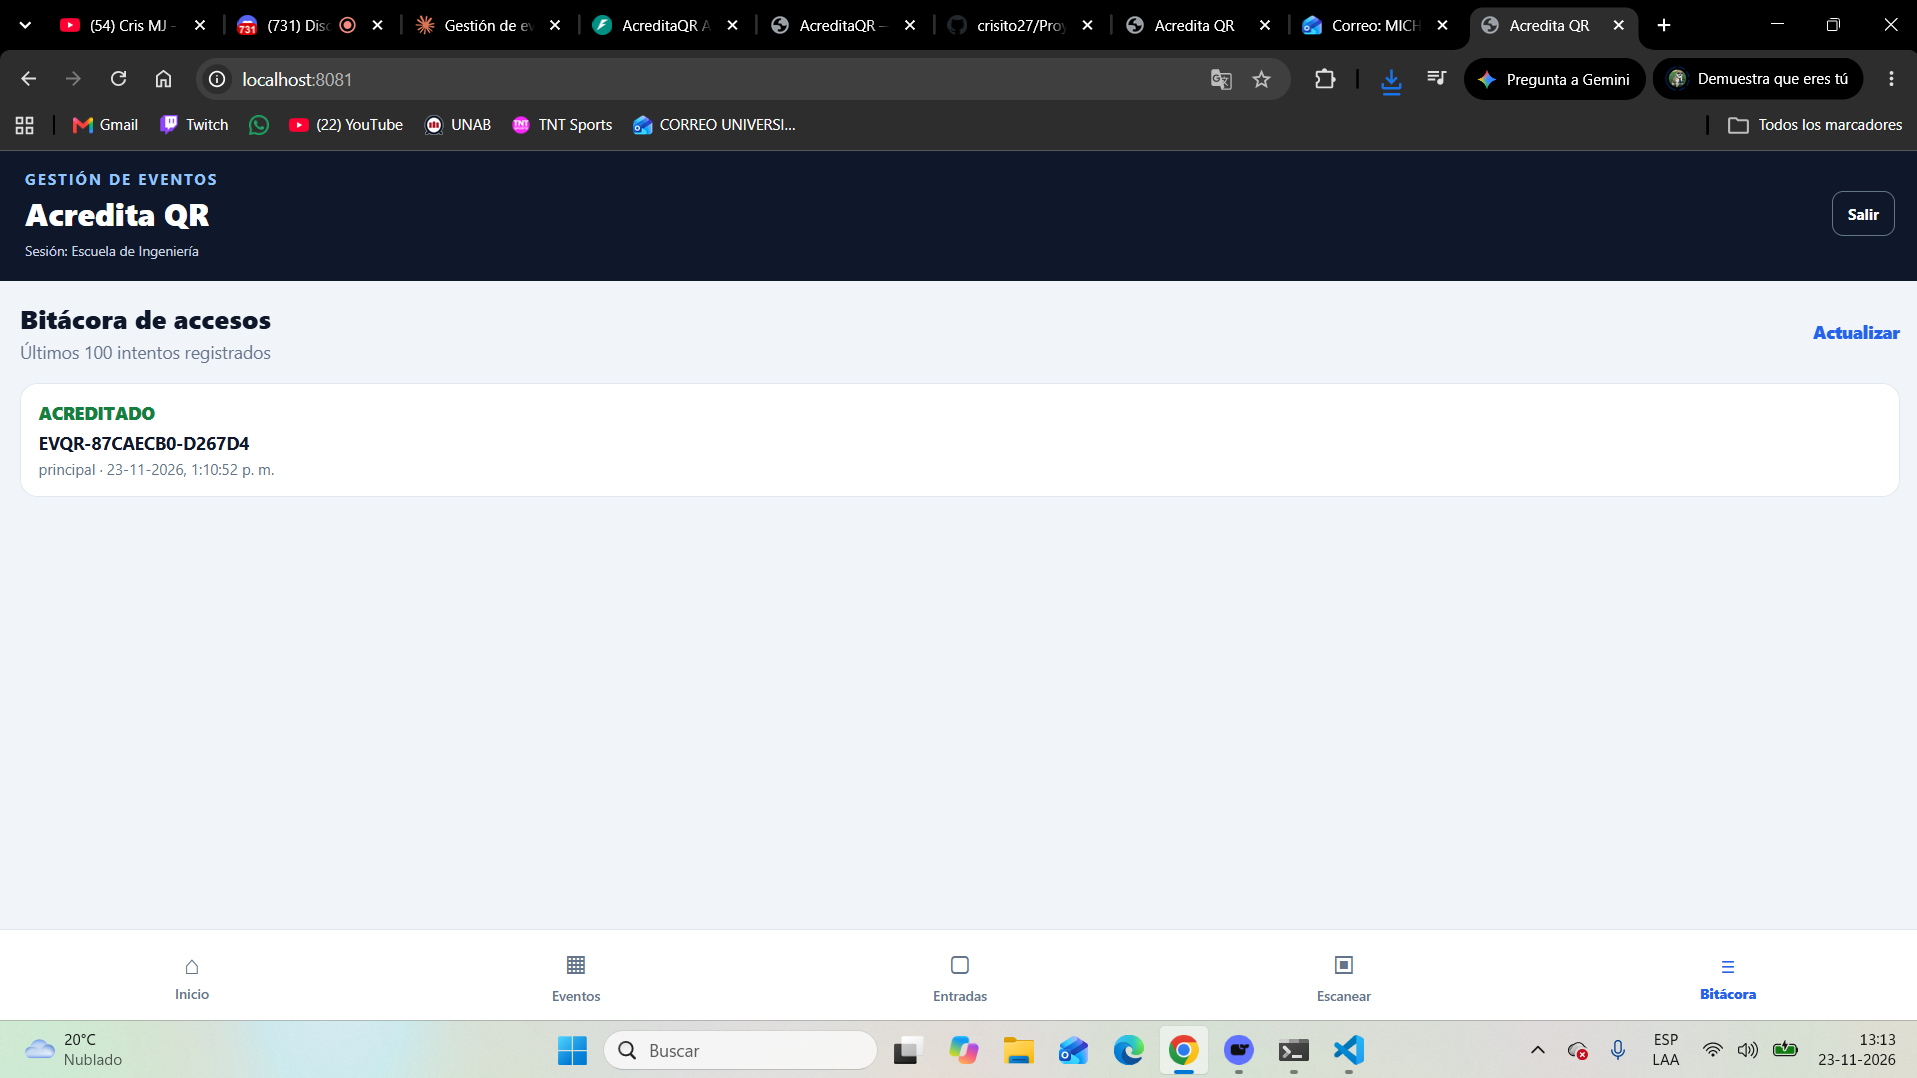 (54) Cris MJ -
731
(731) Disc
Gestión de ev
AcreditaQR A
AcreditaQR –
crisito27/Proy
Acredita QR
Correo: MICH
Acredita QR
localhost:8081
Pregunta a Gemini
Demuestra que eres tú
Gmail
Twitch
(22) YouTube
UNAB
TNT
TNT Sports
CORREO UNIVERSI...
Todos los marcadores
GESTIÓN DE EVENTOS
Acredita QR
Sesión: Escuela de Ingeniería
Salir
Bitácora de accesos
Últimos 100 intentos registrados
Actualizar
ACREDITADO
EVQR-87CAECB0-D267D4
principal · 23-11-2026, 1:10:52 p. m.
Inicio
Eventos
Entradas
Escanear
Bitácora
20°C
Nublado
Buscar
ESP
LAA
13:13
23-11-2026